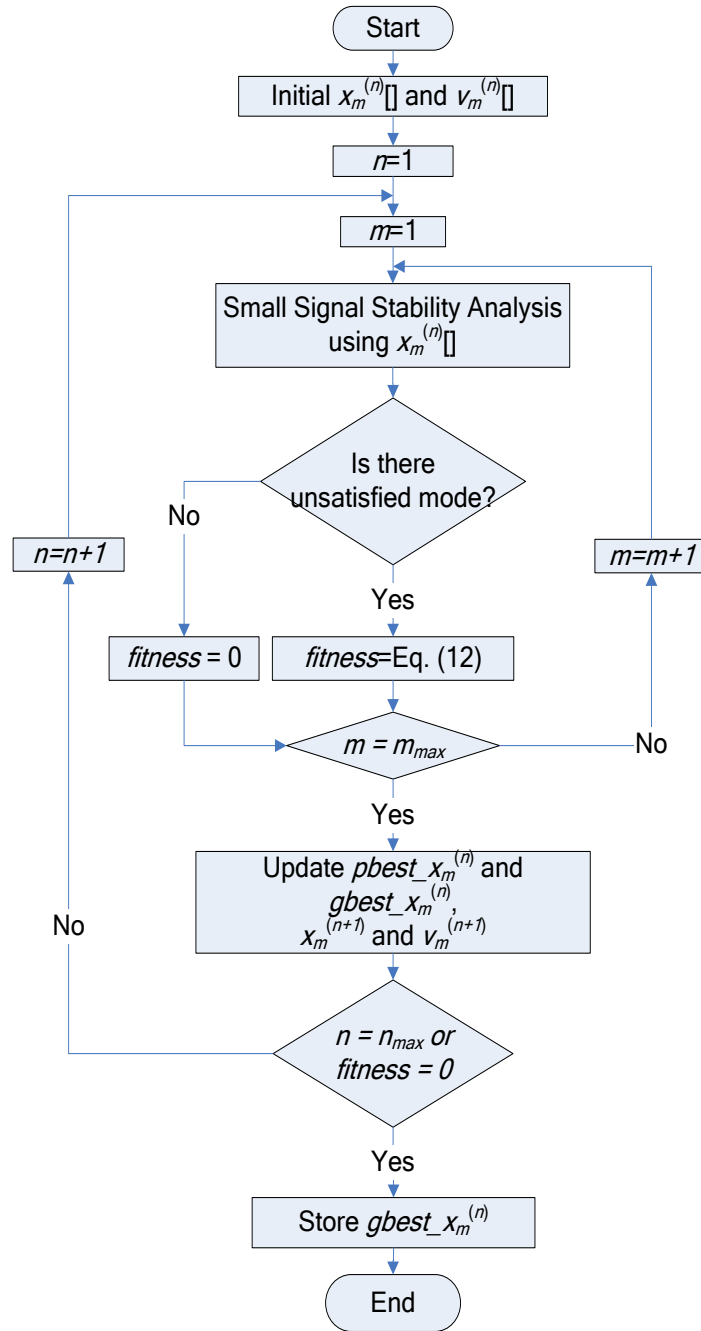 Start
Initial xₘ⁽ⁿ⁾[] and vₘ⁽ⁿ⁾[]
n=1
m=1
Small Signal Stability Analysis
using xₘ⁽ⁿ⁾[]
Is there
unsatisfied mode?
No
n=n+1
m=m+1
Yes
fitness = 0
fitness=Eq. (12)
m = mₘₐₓ
No
Yes
Update pbest_xₘ⁽ⁿ⁾ and
gbest_xₘ⁽ⁿ⁾,
xₘ⁽ⁿ⁺¹⁾ and vₘ⁽ⁿ⁺¹⁾
No
n = nₘₐₓ or
fitness = 0
Yes
Store gbest_xₘ⁽ⁿ⁾
End